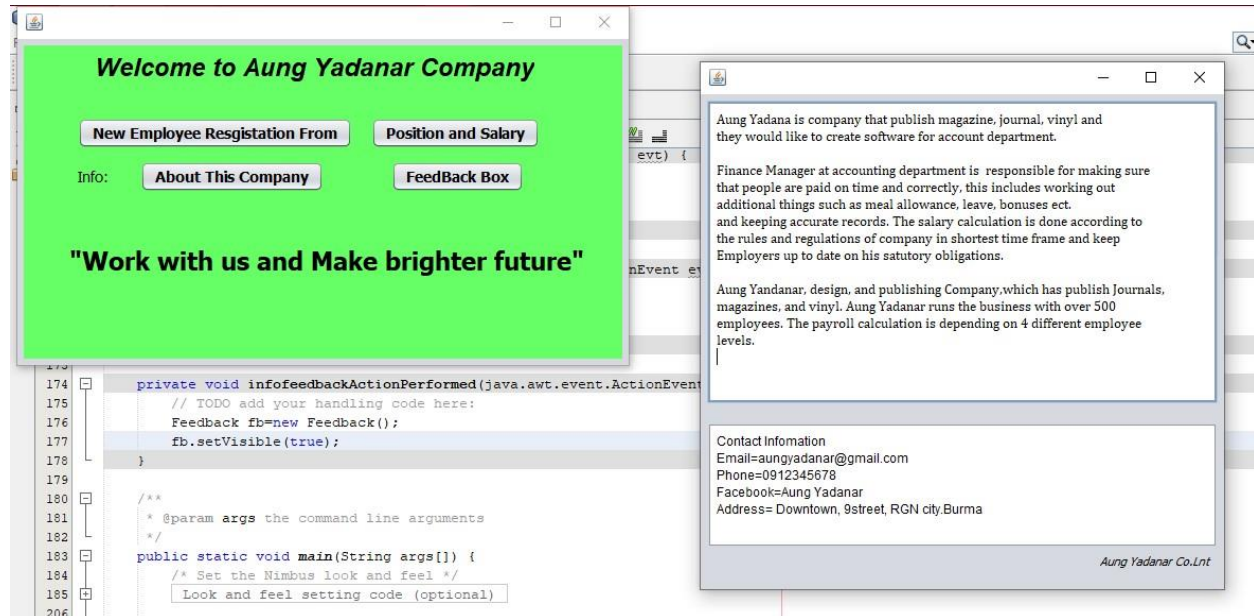 Welcome to Aung Yadanar Company
New Employee Resgistation From
Position and Salary
Info:
About This Company
FeedBack Box
"Work with us and Make brighter future"
evt) {
nEvent ev
173
174 private void infofeedbackActionPerformed(java.awt.event.ActionEvent
175 // TODO add your handling code here:
176 Feedback fb=new Feedback();
177 fb.setVisible(true);
178 }
179
180 /**
181 * @param args the command line arguments
182 */
183 public static void main(String args[]) {
184 /* Set the Nimbus look and feel */
185 Look and feel setting code (optional)
206
Aung Yadana is company that publish magazine, journal, vinyl and
they would like to create software for account department.
Finance Manager at accounting department is responsible for making sure
that people are paid on time and correctly, this includes working out
additional things such as meal allowance, leave, bonuses ect.
and keeping accurate records. The salary calculation is done according to
the rules and regulations of company in shortest time frame and keep
Employers up to date on his satutory obligations.
Aung Yandanar, design, and publishing Company,which has publish Journals,
magazines, and vinyl. Aung Yadanar runs the business with over 500
employees. The payroll calculation is depending on 4 different employee
levels.
Contact Infomation
Email=aungyadanar@gmail.com
Phone=0912345678
Facebook=Aung Yadanar
Address= Downtown, 9street, RGN city.Burma
Aung Yadanar Co.Lnt